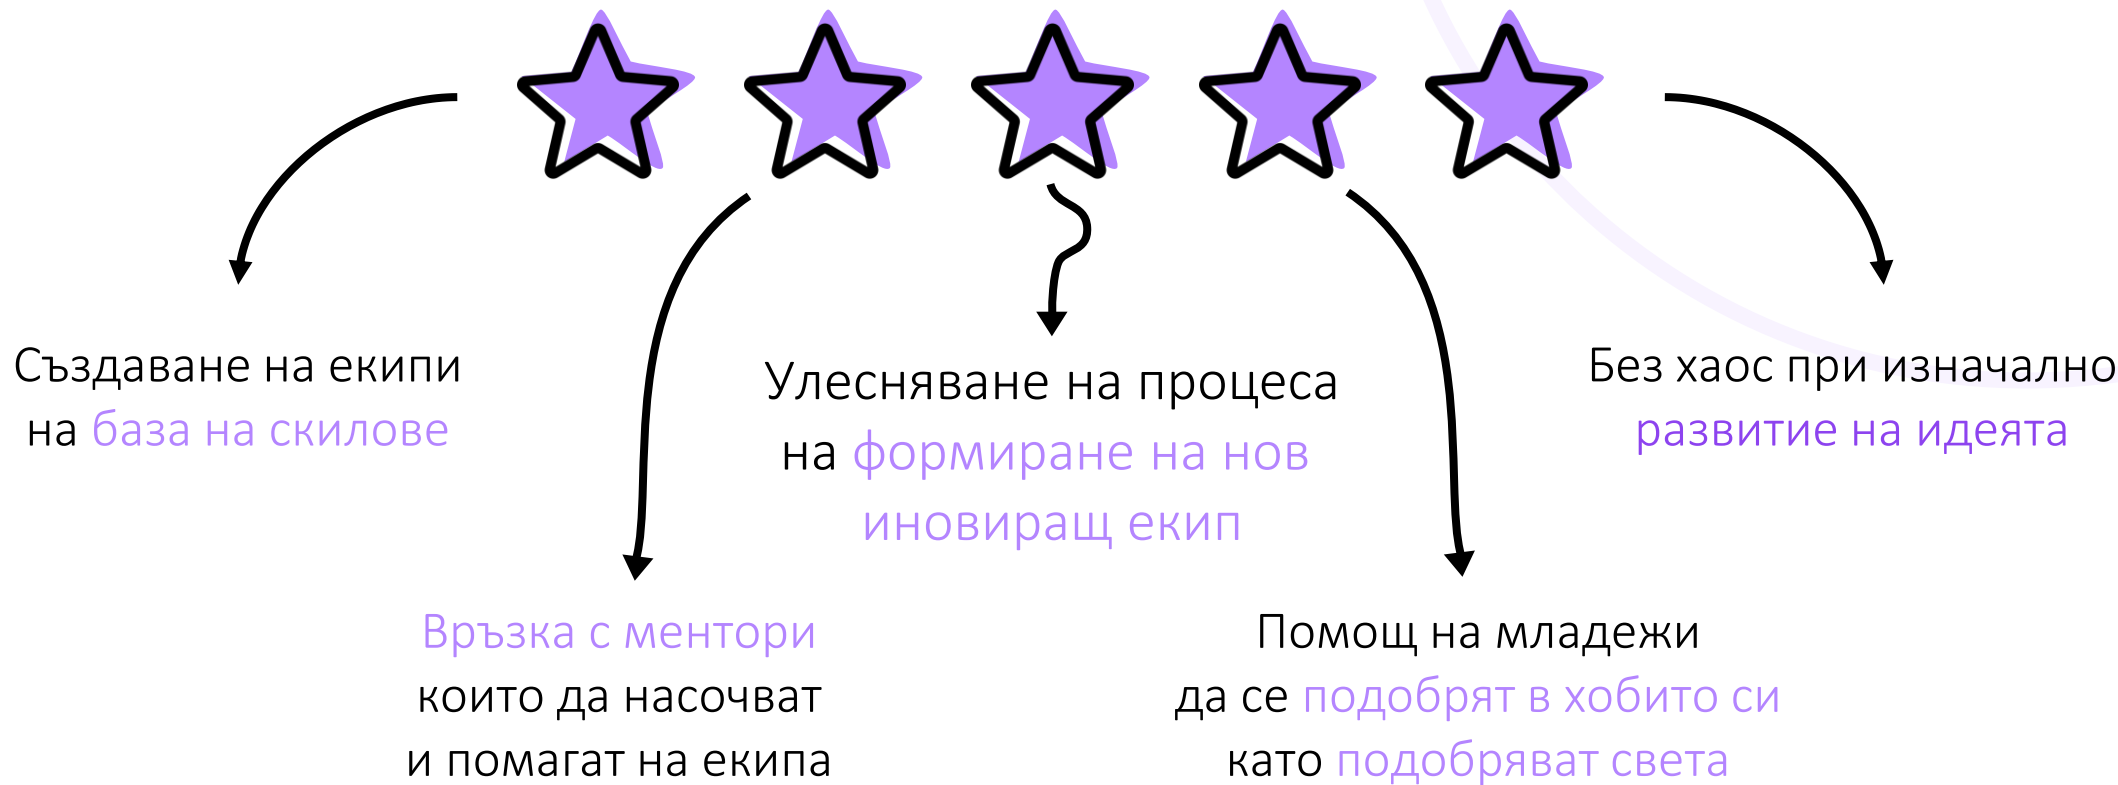 Създаване на екипи
на база на скилове
Връзка с ментори
които да насочват
и помагат на екипа
Улесняване на процеса
на формиране на нов
иновиращ екип
Помощ на младежи
да се подобрят в хобито си
като подобряват света
Без хаос при изначално
развитие на идеята